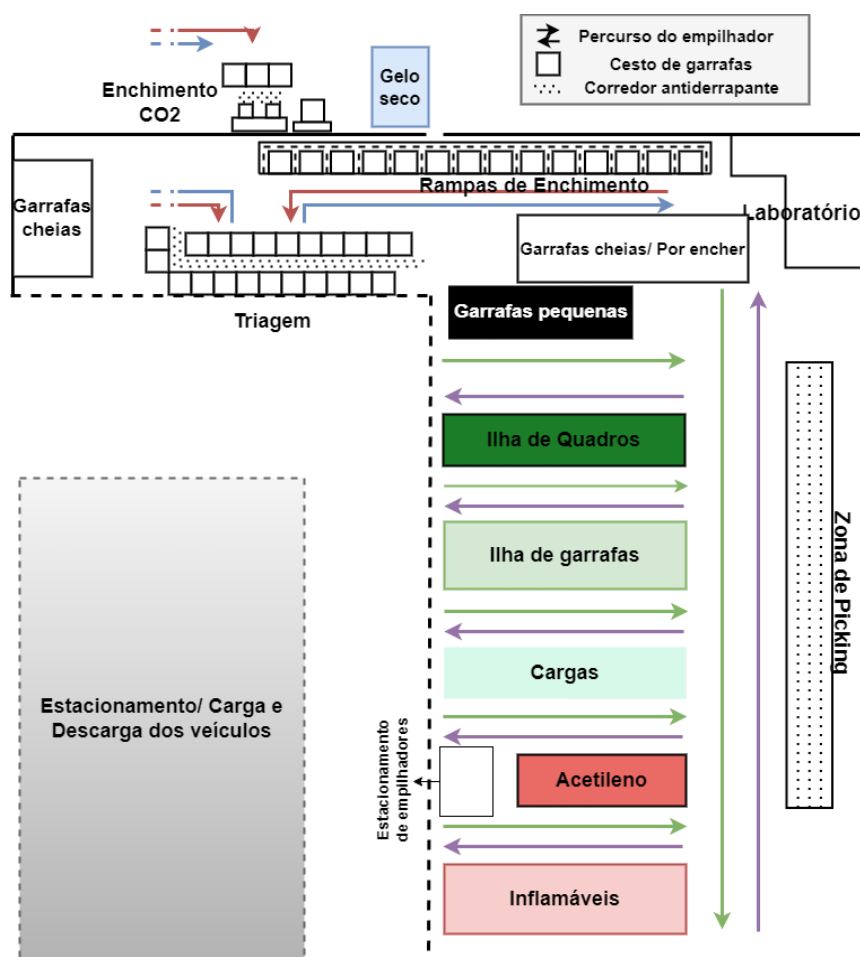 Percurso do empilhador
Cesto de garrafas
Corredor antiderrapante
Enchimento
CO2
Gelo
seco
Rampas de Enchimento
Garrafas
cheias
Laboratório
Garrafas cheias/ Por encher
Triagem
Garrafas pequenas
Ilha de Quadros
Ilha de garrafas
Zona de Picking
Cargas
Estacionamento/ Carga e
Descarga dos veículos
Estacionamento
de empilhadores
Acetileno
Inflamáveis